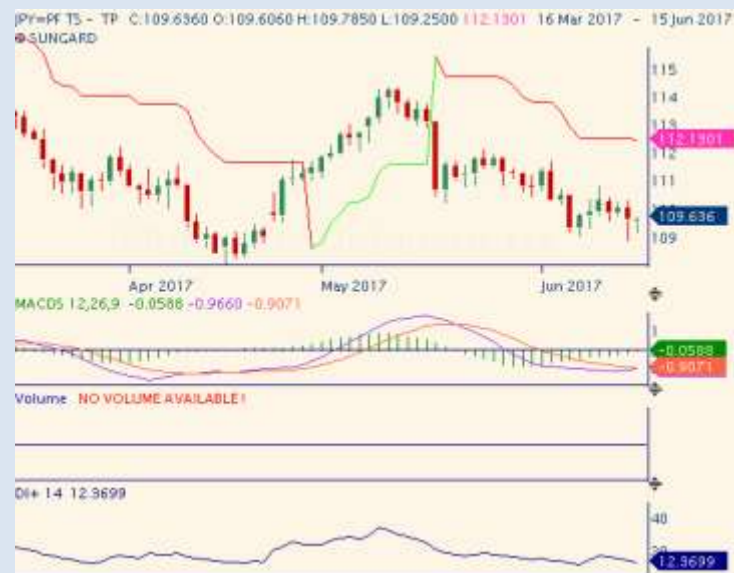 JPY=PF TS - TP C:109.6360 O:109.6060 H:109.7850 L:109.2500 112.1301 16 Mar 2017 - 15 Jun 2017
SUNGARD
115
114
113
112.1301
112
111
109.636
109
Apr 2017 May 2017 Jun 2017
MACDS 12,26,9 -0.0588 -0.9660 -0.9071
1
-0.0588
-0.9071
Volume NO VOLUME AVAILABLE!
DI+ 14 12.9699
40
12.9699